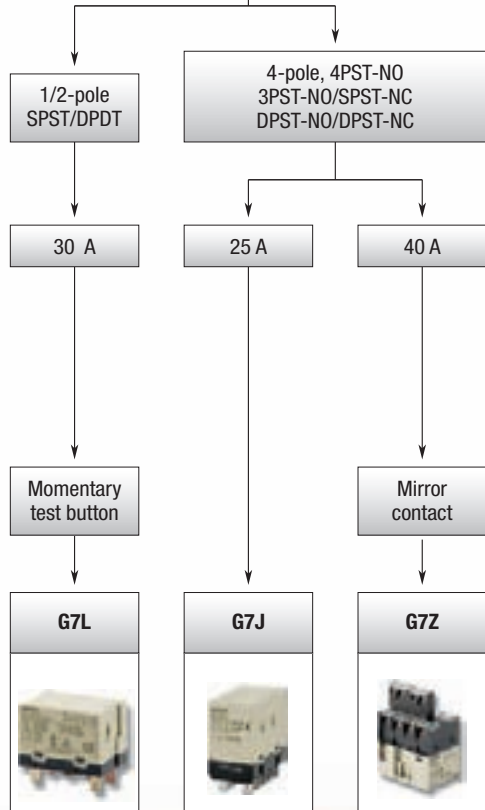 1/2-pole
SPST/DPDT
4-pole, 4PST-NO
3PST-NO/SPST-NC
DPST-NO/DPST-NC
30 A
25 A
40 A
Momentary
test button
Mirror
contact
G7L
G7J
G7Z